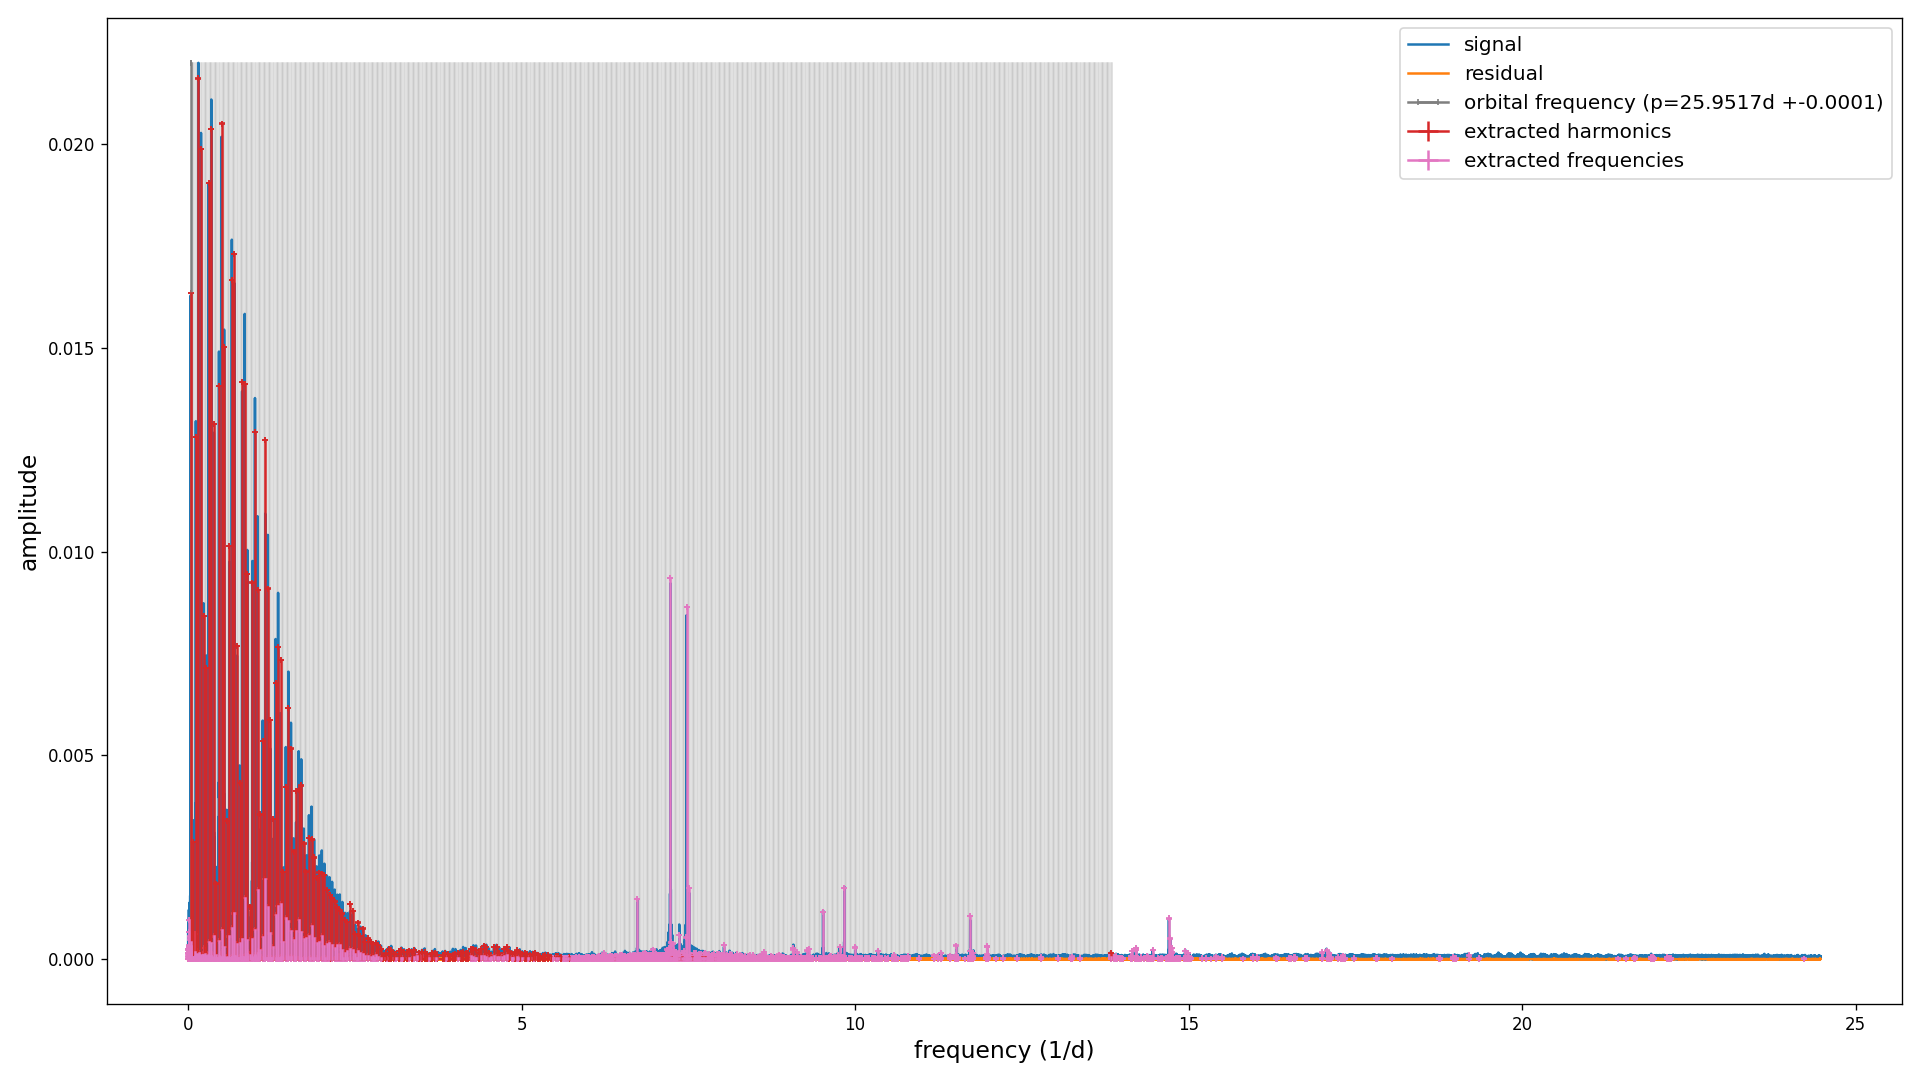 signal
residual
orbital frequency (p=25.9517d +-0.0001)
extracted harmonics
extracted frequencies
0.020
0.015
0.010
0.005
0.000
amplitude
0 5 10 15 20 25
frequency (1/d)